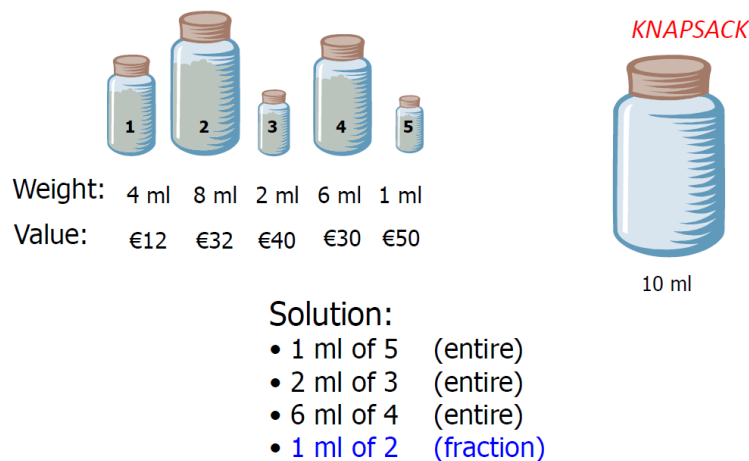 KNAPSACK
1 2 3 4 5
Weight: 4 ml 8 ml 2 ml 6 ml 1 ml
Value: €12 €32 €40 €30 €50
10 ml
Solution:
• 1 ml of 5 (entire)
• 2 ml of 3 (entire)
• 6 ml of 4 (entire)
• 1 ml of 2 (fraction)